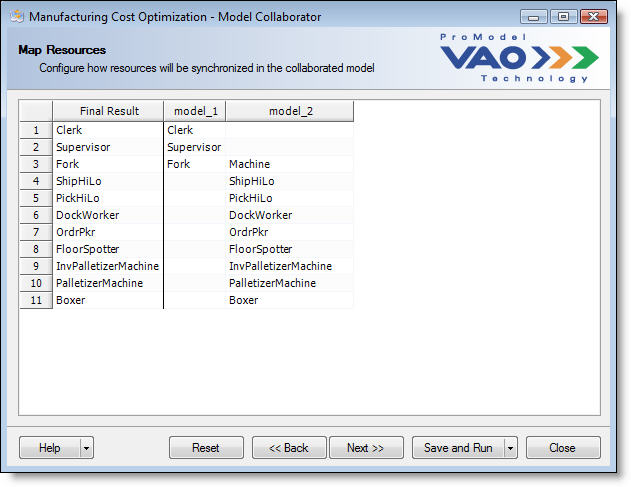 Manufacturing Cost Optimization - Model Collaborator
Map Resources
Configure how resources will be synchronized in the collaborated model
ProModel
VAO
Technology
Final Result model_1 model_2
1 Clerk Clerk
2 Supervisor Supervisor
3 Fork Fork Machine
4 ShipHiLo ShipHiLo
5 PickHiLo PickHiLo
6 DockWorker DockWorker
7 OrdrPkr OrdrPkr
8 FloorSpotter FloorSpotter
9 InvPalletizerMachine InvPalletizerMachine
10 PalletizerMachine PalletizerMachine
11 Boxer Boxer
Help Reset << Back Next >> Save and Run Close